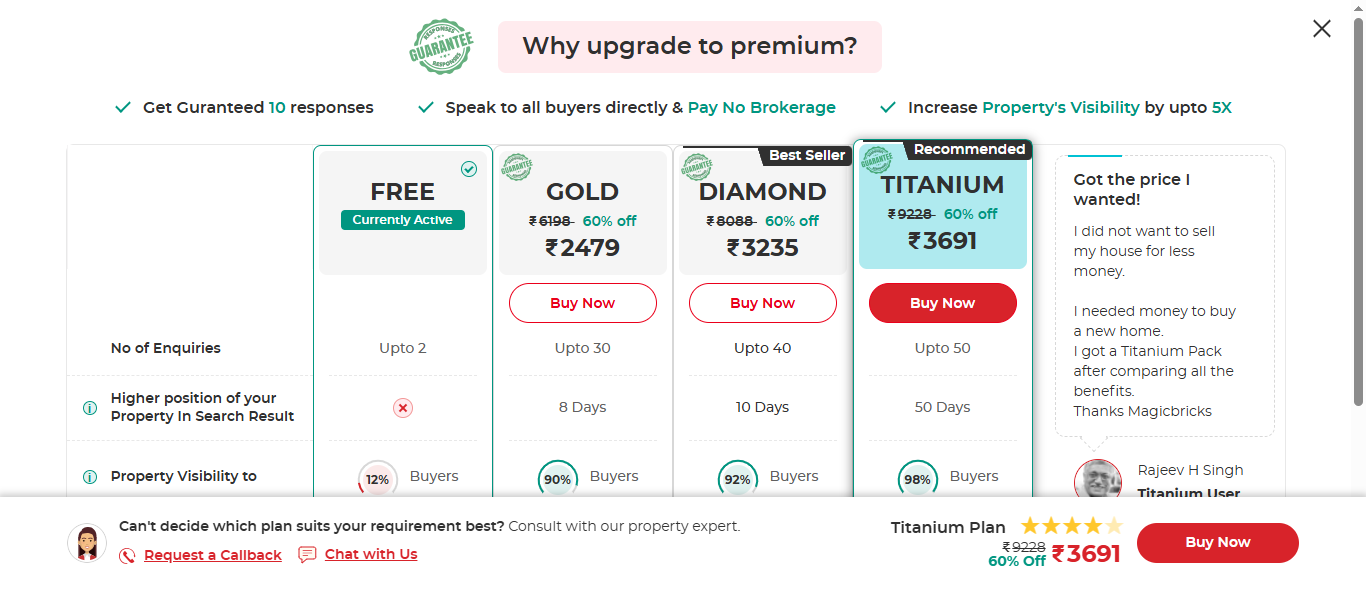 RESPONSES
GUARANTEE
RESPONSES
Why upgrade to premium?
Get Guranteed 10 responses
Speak to all buyers directly & Pay No Brokerage
Increase Property's Visibility by upto 5X
FREE
Currently Active
GUARANTEE
GOLD
₹6198 60% off
₹2479
Buy Now
Best Seller
GUARANTEE
DIAMOND
₹8088 60% off
₹3235
Buy Now
Recommended
GUARANTEE
TITANIUM
₹9228 60% off
₹3691
Buy Now
No of Enquiries
Upto 2
Upto 30
Upto 40
Upto 50
Higher position of your
Property In Search Result
8 Days
10 Days
50 Days
Property Visibility to
12% Buyers
90% Buyers
92% Buyers
98% Buyers
Got the price I
wanted!
I did not want to sell
my house for less
money.
I needed money to buy
a new home.
I got a Titanium Pack
after comparing all the
benefits.
Thanks Magicbricks
Rajeev H Singh
Titanium User
Can't decide which plan suits your requirement best? Consult with our property expert.
Request a Callback
Chat with Us
Titanium Plan
₹9228
60% Off
₹3691
Buy Now